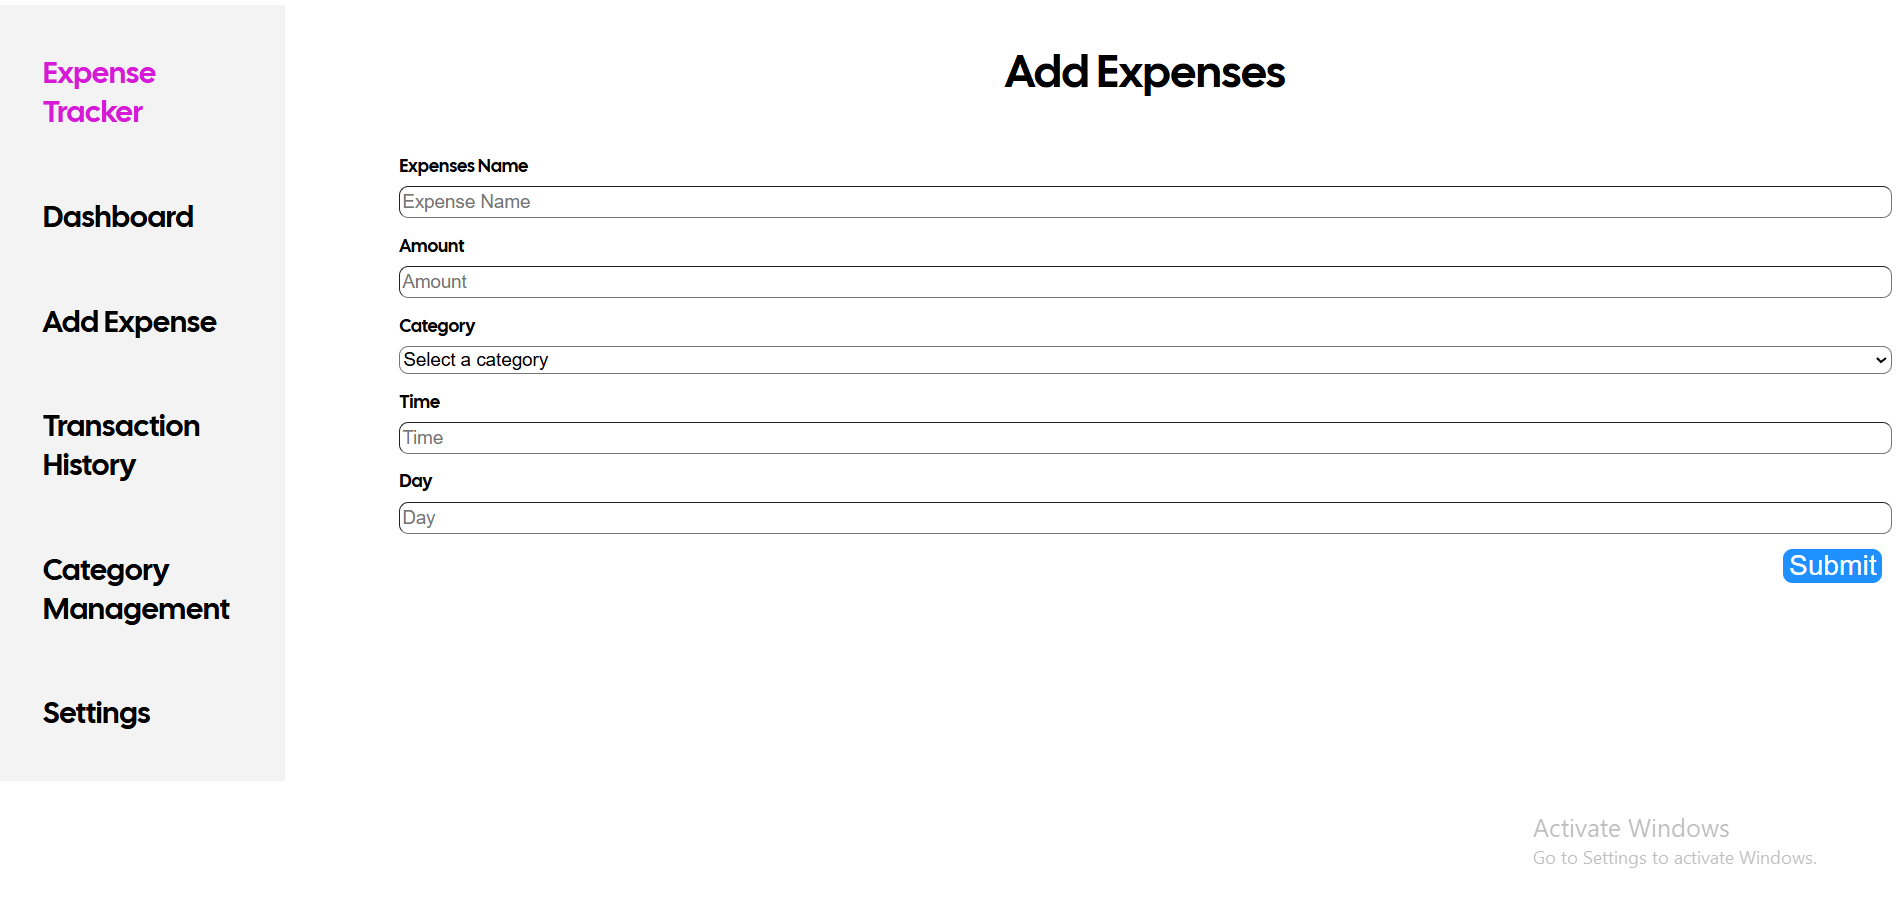 Expense
Tracker
Dashboard
Add Expense
Transaction
History
Category
Management
Settings
Add Expenses
Expenses Name
Expense Name
Amount
Amount
Category
Select a category
Time
Time
Day
Day
Submit
Activate Windows
Go to Settings to activate Windows.